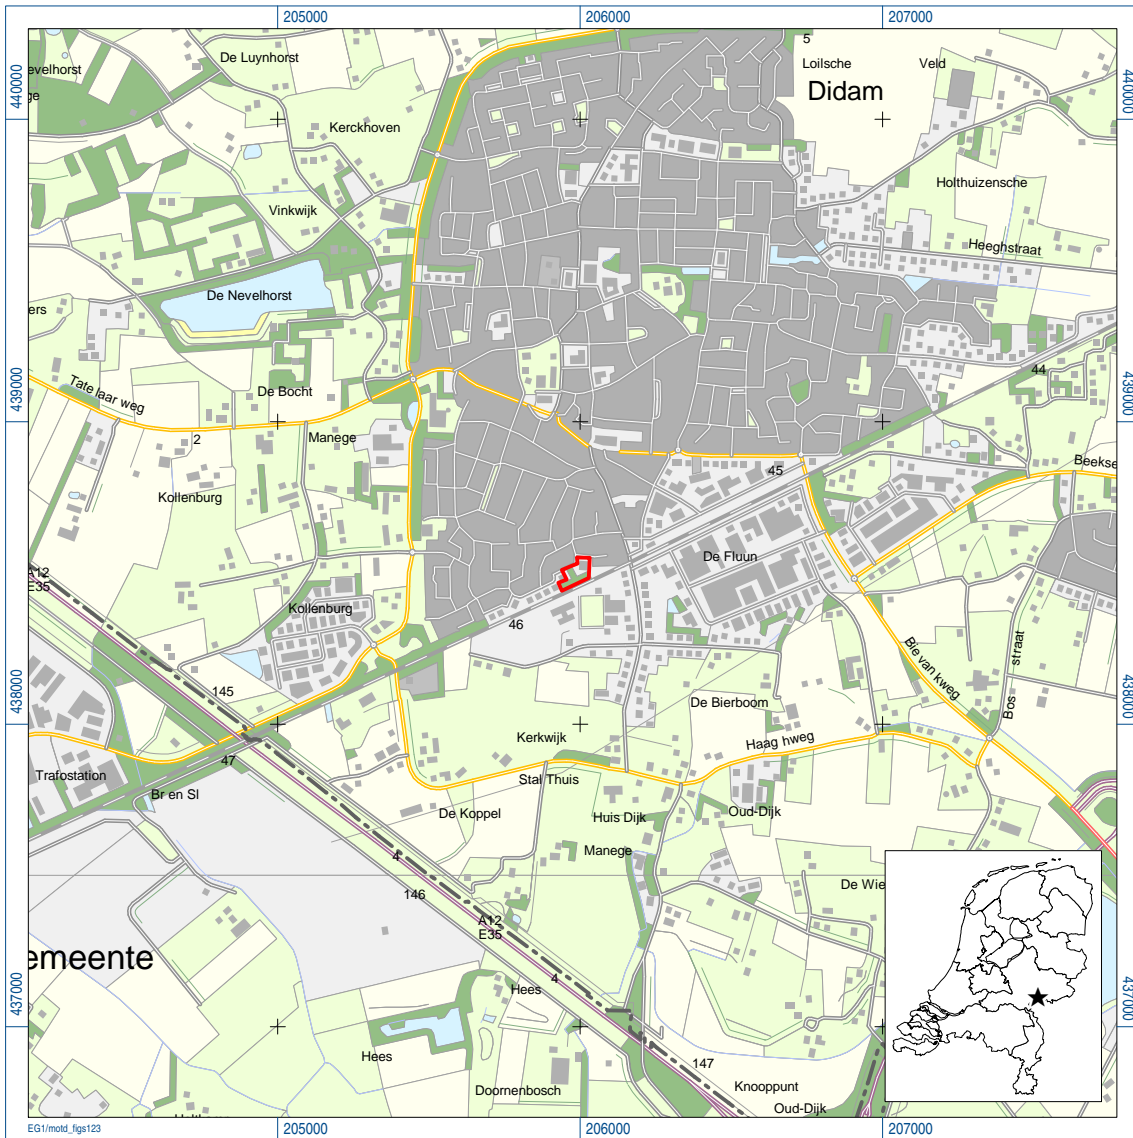 205000
206000
207000
5
De Luynhorst
Loilsche
Veld
evelhorst
Didam
ge
440000
440000
Kerckhoven
Holthuizensche
Vinkwijk
Heeghstraat
De Nevelhorst
ers
44
439000
439000
Tate laar weg
De Bocht
2
Manege
45
Beekse
Kollenburg
De Fluun
A12
E35
Kollenburg
46
straat
Bos
Bie van kweg
438000
438000
145
De Bierboom
Kerkwijk
Haag hweg
47
Trafostation
Stal Thuis
Br en Sl
De Koppel
Huis Dijk
Oud-Dijk
Manege
4
146
De Wie
A12
E35
emeente
4
Hees
437000
437000
Hees
147
Doornenbosch
Knooppunt
Oud-Dijk
EG1/motd_figs123
205000
206000
207000